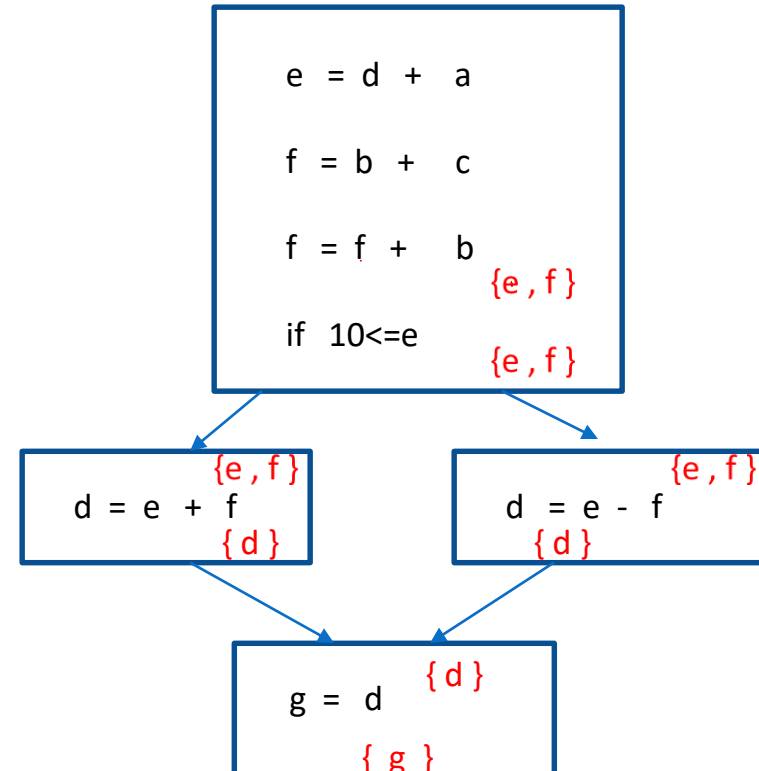 e = d + a
f = b + c
f = f + b
{e , f }
if 10<=e
{e , f }
{e , f }
d = e + f
{ d }
{e , f }
d = e - f
{ d }
{ d }
g = d
{ g }